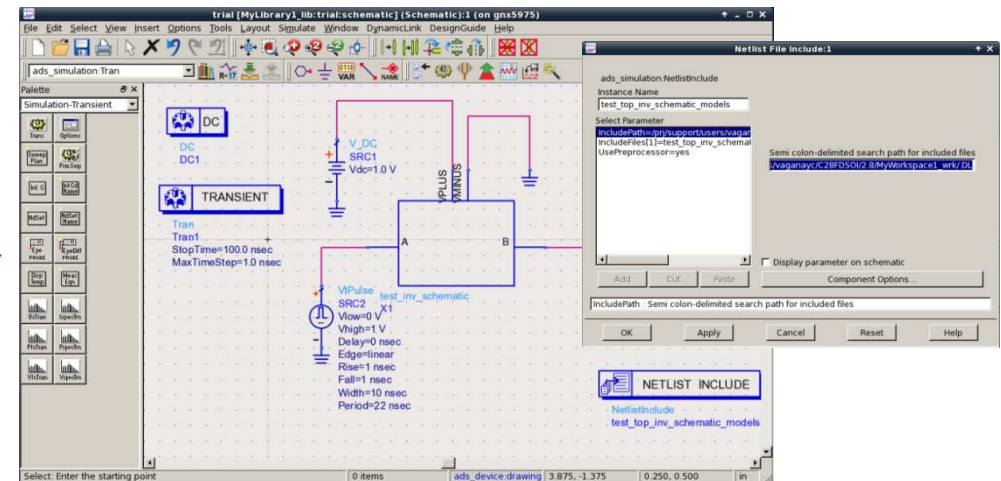 trial [MyLibrary1_lib:trial:schematic] (Schematic):1 (on gnx5975)
File Edit Select View Insert Options Tools Layout Simulate Window DynamicLink DesignGuide Help
ads_simulation:Tran
VAR
NAME
Palette
Simulation-Transient
Trans Options
Sweep Plan PrmSwp
Init C InitCd Name
NdSet NdSet Name
Eye PROBE EyeDiff PROBE
Disp Temp Meas Eqn
DC
DC
DC1
TRANSIENT
Tran
Tran1
StopTime=100.0 nsec
MaxTimeStep=1.0 nsec
V_DC
SRC1
Vdc=1.0 V
VPLUS
VMINUS
A
B
test_inv_schematic
X1
VtPulse
SRC2
Vlow=0 V
Vhigh=1 V
Delay=0 nsec
Edge=linear
Rise=1 nsec
Fall=1 nsec
Width=10 nsec
Period=22 nsec
NETLIST INCLUDE
NetlistInclude
test_top_inv_schematic_models
Select: Enter the starting point
0 items
ads_device:drawing
3.875, -1.375
0.250, 0.500
in
Netlist File Include:1
ads_simulation:NetlistInclude
Instance Name
test_top_inv_schematic_models
Select Parameter
IncludePath=/prj/support/users/vagan
IncludeFiles[1]=test_top_inv_schemat
UsePreprocessor=yes
Semi colon-delimited search path for included files
/vaganayc/C28FDSOI/2.8/MyWorkspace1_wrk/.DL
Display parameter on schematic
Add Cut Paste
Component Options...
IncludePath : Semi colon-delimited search path for included files
OK Apply Cancel Reset Help